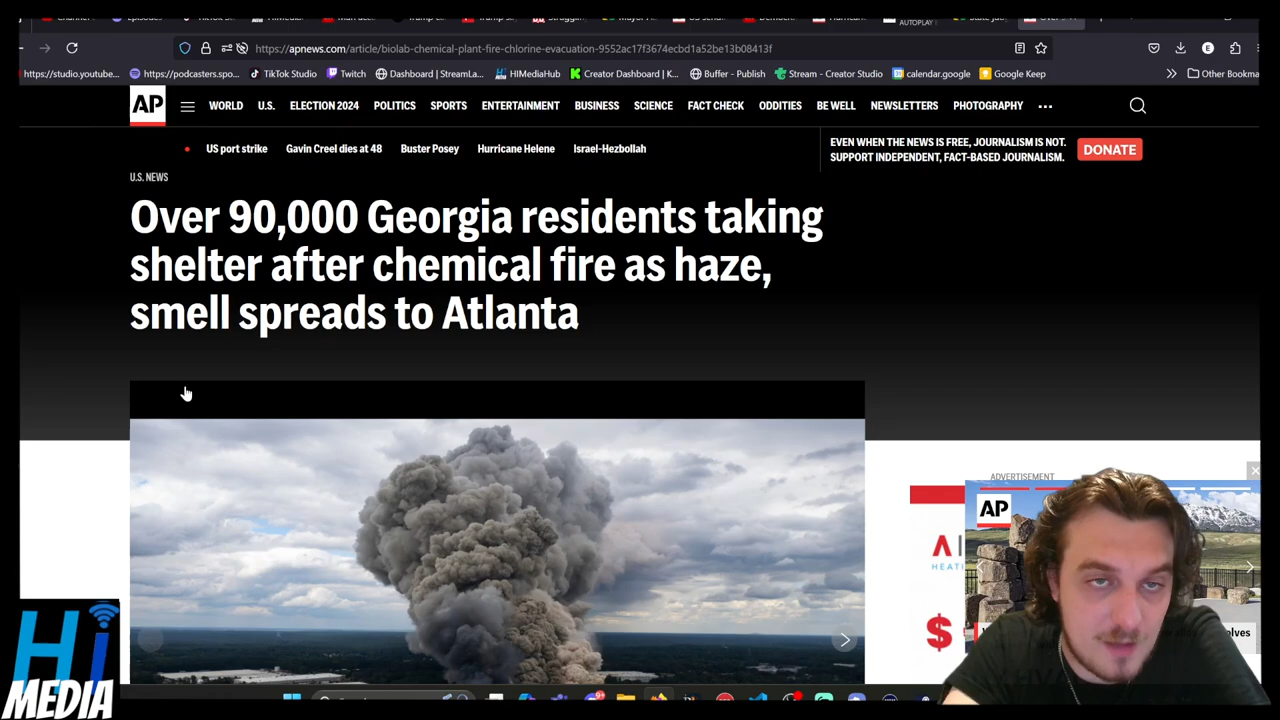 https://apnews.com/article/biolab-chemical-plant-fire-chlorine-evacuation-9552ac17f3674ecbd1a52be13b08413f
https://studio.youtube...
https://podcasters.spo...
TikTok Studio
Twitch
Dashboard | StreamLa...
HIMediaHub
Creator Dashboard | K...
Buffer - Publish
Stream - Creator Studio
calendar.google
Google Keep
Other Bookma
AP
WORLD
U.S.
ELECTION 2024
POLITICS
SPORTS
ENTERTAINMENT
BUSINESS
SCIENCE
FACT CHECK
ODDITIES
BE WELL
NEWSLETTERS
PHOTOGRAPHY
US port strike
Gavin Creel dies at 48
Buster Posey
Hurricane Helene
Israel-Hezbollah
EVEN WHEN THE NEWS IS FREE, JOURNALISM IS NOT.
SUPPORT INDEPENDENT, FACT-BASED JOURNALISM.
DONATE
U.S. NEWS
Over 90,000 Georgia residents taking
shelter after chemical fire as haze,
smell spreads to Atlanta
ADVERTISEMENT
AP
HEATI
$
Hi
MEDIA